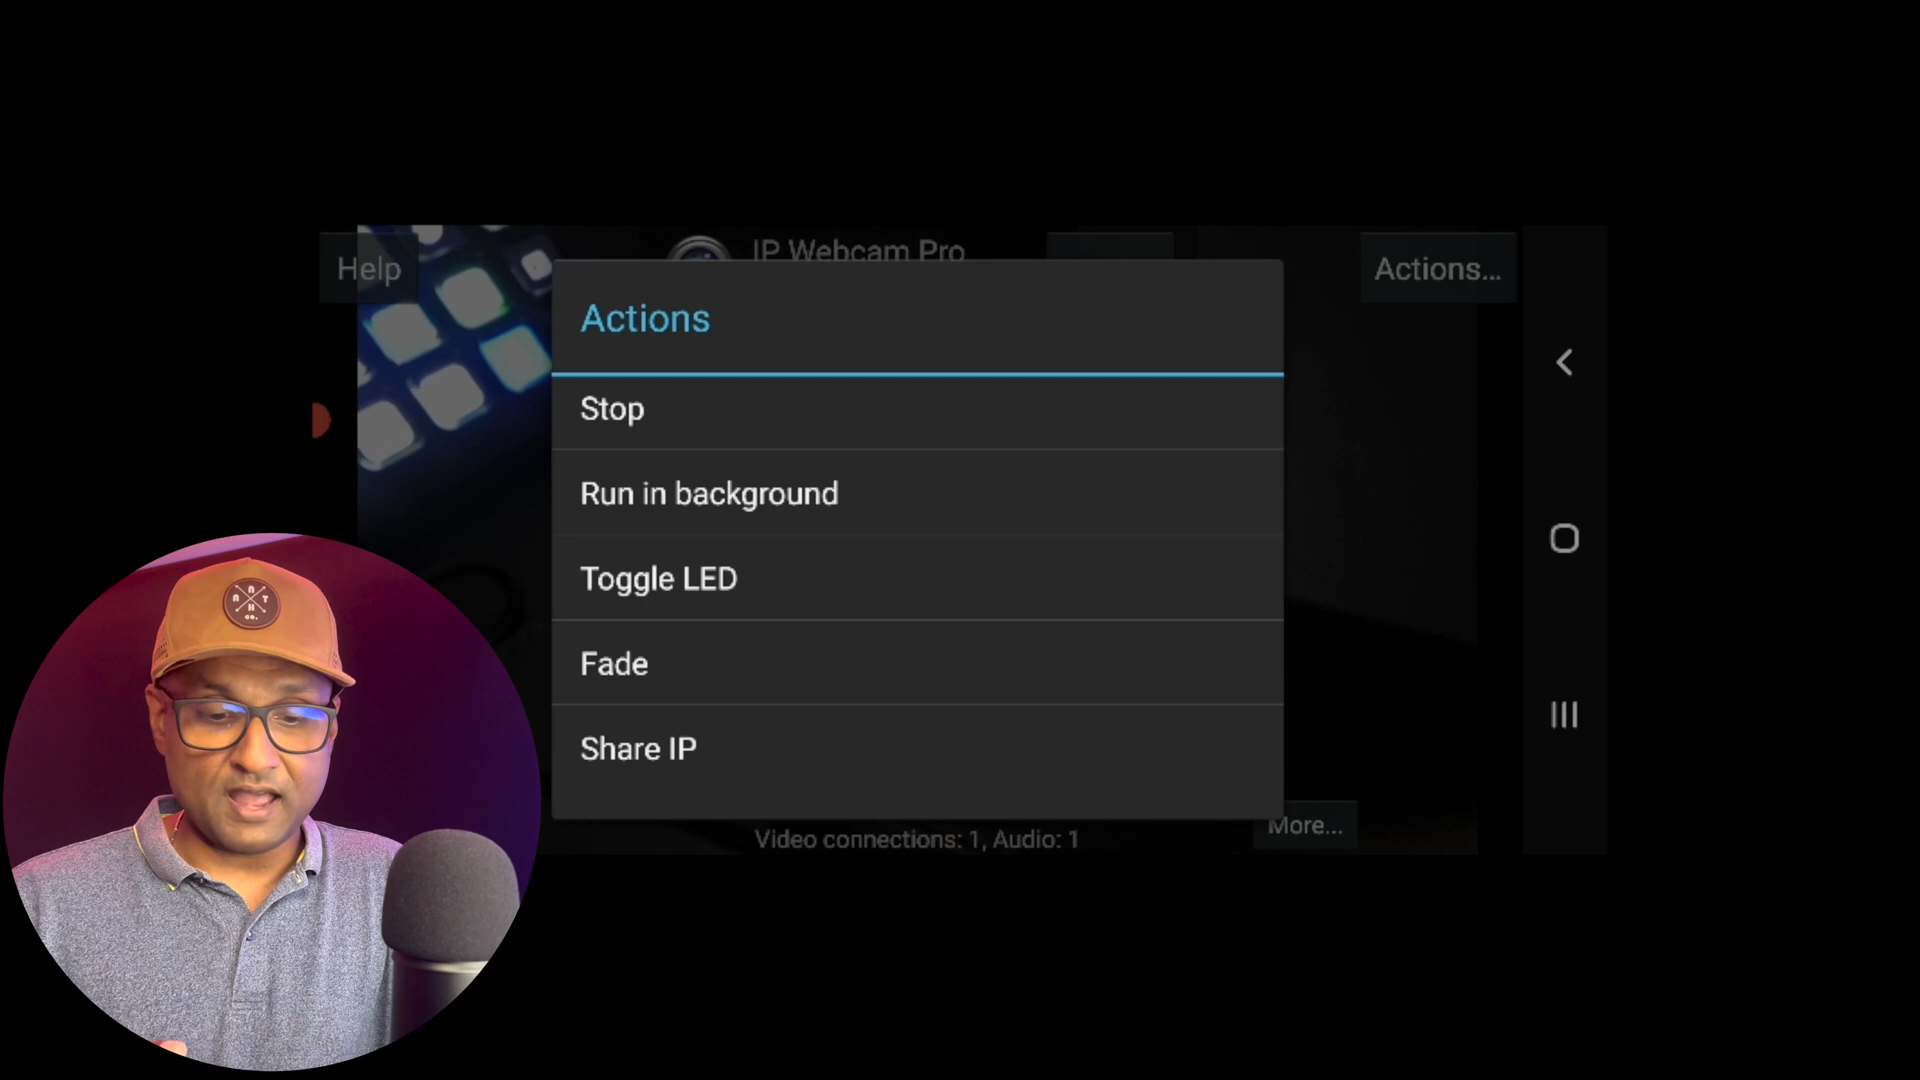 IP Webcam Pro
Help
Actions...
Actions
Stop
Run in background
Toggle LED
Fade
Share IP
More...
Video connections: 1, Audio: 1
A N T
H
CO.